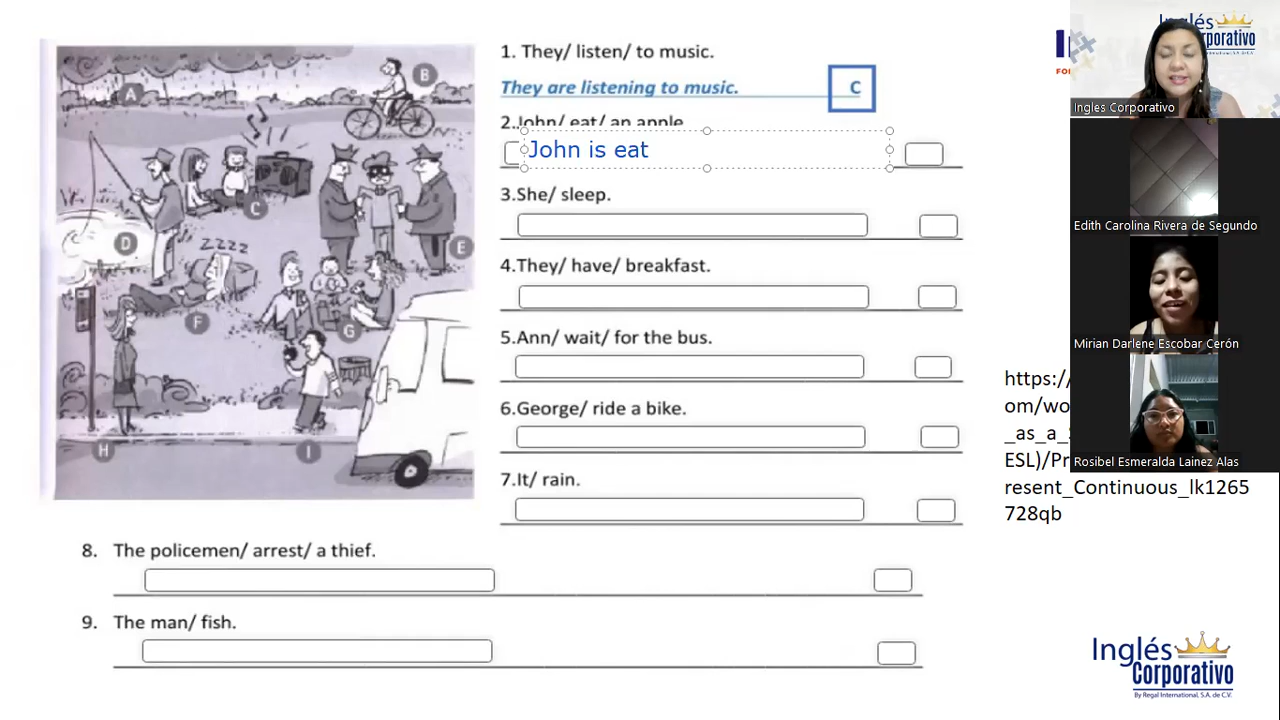 1. They/ listen/ to music.
They are listening to music.
C
2.John/ eat/ an apple
John is eat
3.She/ sleep.
4.They/ have/ breakfast.
5.Ann/ wait/ for the bus.
6.George/ ride a bike.
7.It/ rain.
8. The policemen/ arrest/ a thief.
9. The man/ fish.
A
B
C
D
E
ZZZZ
F
G
H
I
https:/
om/wo
_as_a_
ESL)/Pr
resent_Continuous_lk1265
728qb
Inglés
Corporativo
Ingles Corporativo
Edith Carolina Rivera de Segundo
Mirian Darlene Escobar Cerón
Rosibel Esmeralda Lainez Alas
Inglés
Corporativo
By Regal International, S.A. de C.V.